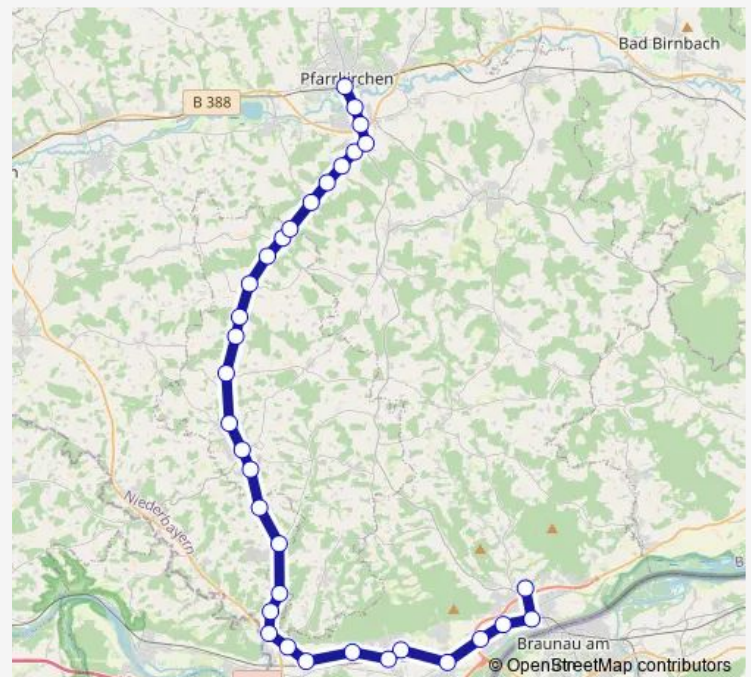 Bad Birnbach
Pfarrkirchen
B 388
n
Niederbayern
B
Braunau am
© OpenStreetMap contributors